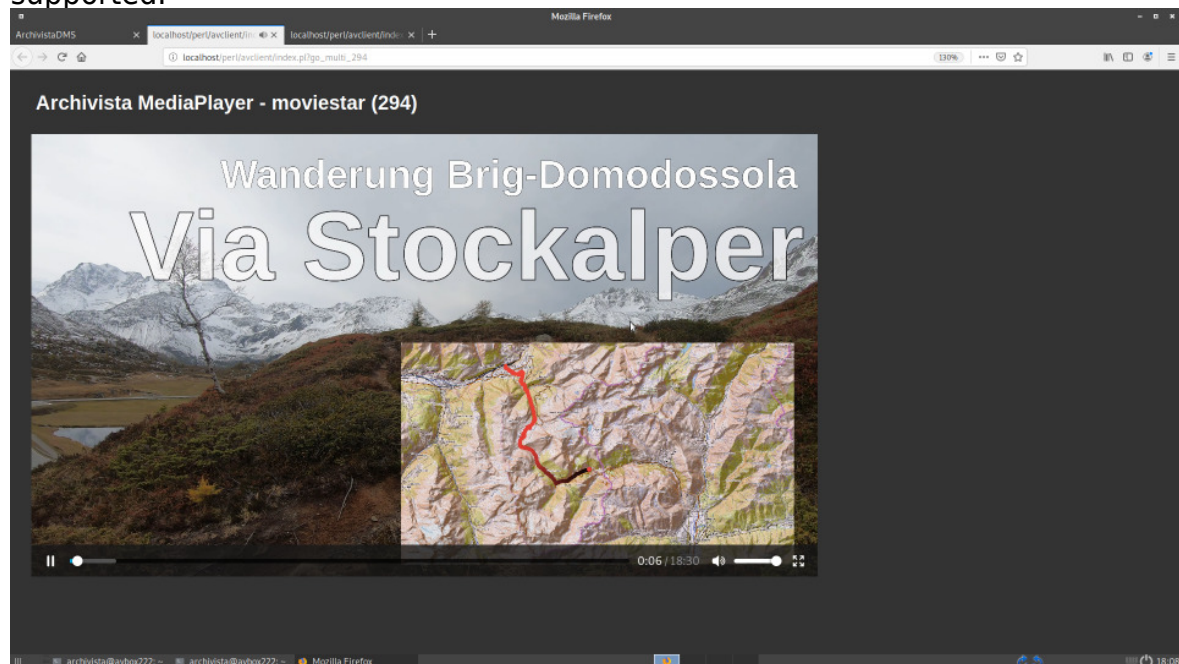 supported.
Mozilla Firefox
ArchivistaDMS × localhost/perl/avclient/in × localhost/perl/avclient/inde × +
localhost/perl/avclient/index.pl?go_multi_294 130%
Archivista MediaPlayer - moviestar (294)
Wanderung Brig-Domodossola
Via Stockalper
0:06 / 18:30
archivista@avbox222: ~ archivista@avbox222: ~ Mozilla Firefox 18:08